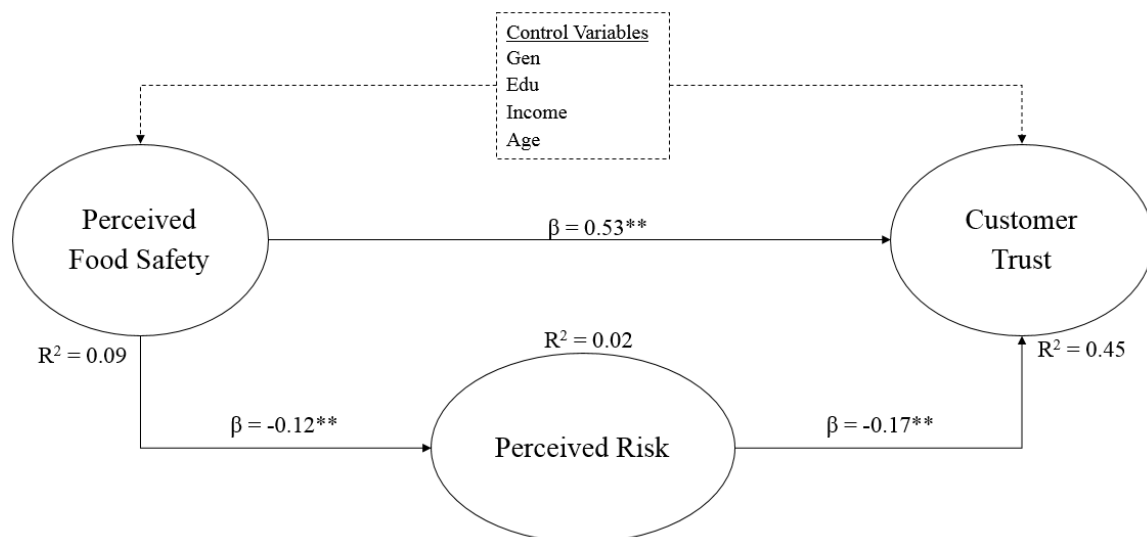 Control Variables
Gen
Edu
Income
Age
Perceived
Food Safety
β = 0.53**
Customer
Trust
R² = 0.09
R² = 0.02
R² = 0.45
β = -0.12**
Perceived Risk
β = -0.17**